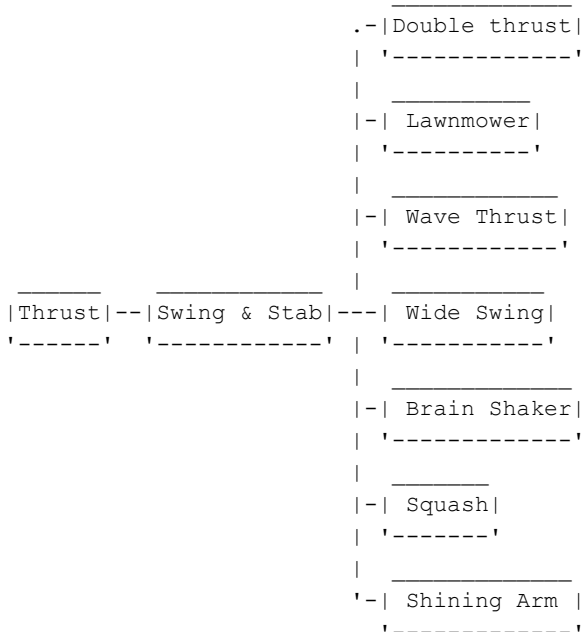 Double thrust
Lawnmower
Wave Thrust
Thrust Swing & Stab Wide Swing
Brain Shaker
Squash
Shining Arm